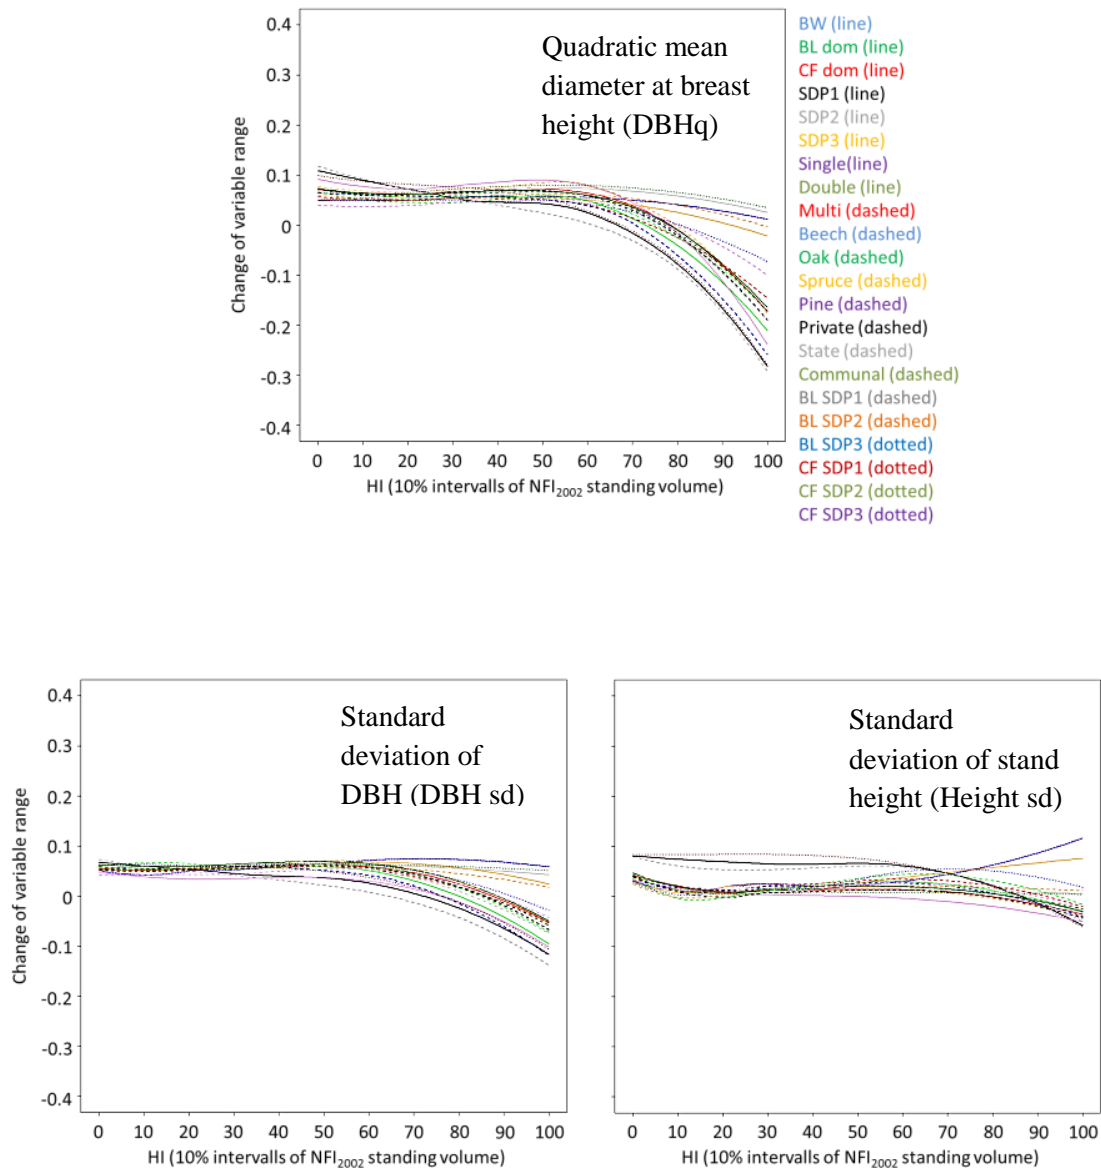 0.4
0.3
0.2
0.1
0
-0.1
-0.2
-0.3
-0.4
Change of variable range
Quadratic mean
diameter at breast
height (DBHq)
0 10 20 30 40 50 60 70 80 90 100
HI (10% intervalls of NFI2002 standing volume)
BW (line)
BL dom (line)
CF dom (line)
SDP1 (line)
SDP2 (line)
SDP3 (line)
Single(line)
Double (line)
Multi (dashed)
Beech (dashed)
Oak (dashed)
Spruce (dashed)
Pine (dashed)
Private (dashed)
State (dashed)
Communal (dashed)
BL SDP1 (dashed)
BL SDP2 (dashed)
BL SDP3 (dotted)
CF SDP1 (dotted)
CF SDP2 (dotted)
CF SDP3 (dotted)
0.4
0.3
0.2
0.1
0
-0.1
-0.2
-0.3
-0.4
Change of variable range
Standard
deviation of
DBH (DBH sd)
0 10 20 30 40 50 60 70 80 90 100
HI (10% intervalls of NFI2002 standing volume)
Standard
deviation of stand
height (Height sd)
0 10 20 30 40 50 60 70 80 90 100
HI (10% intervalls of NFI2002 standing volume)